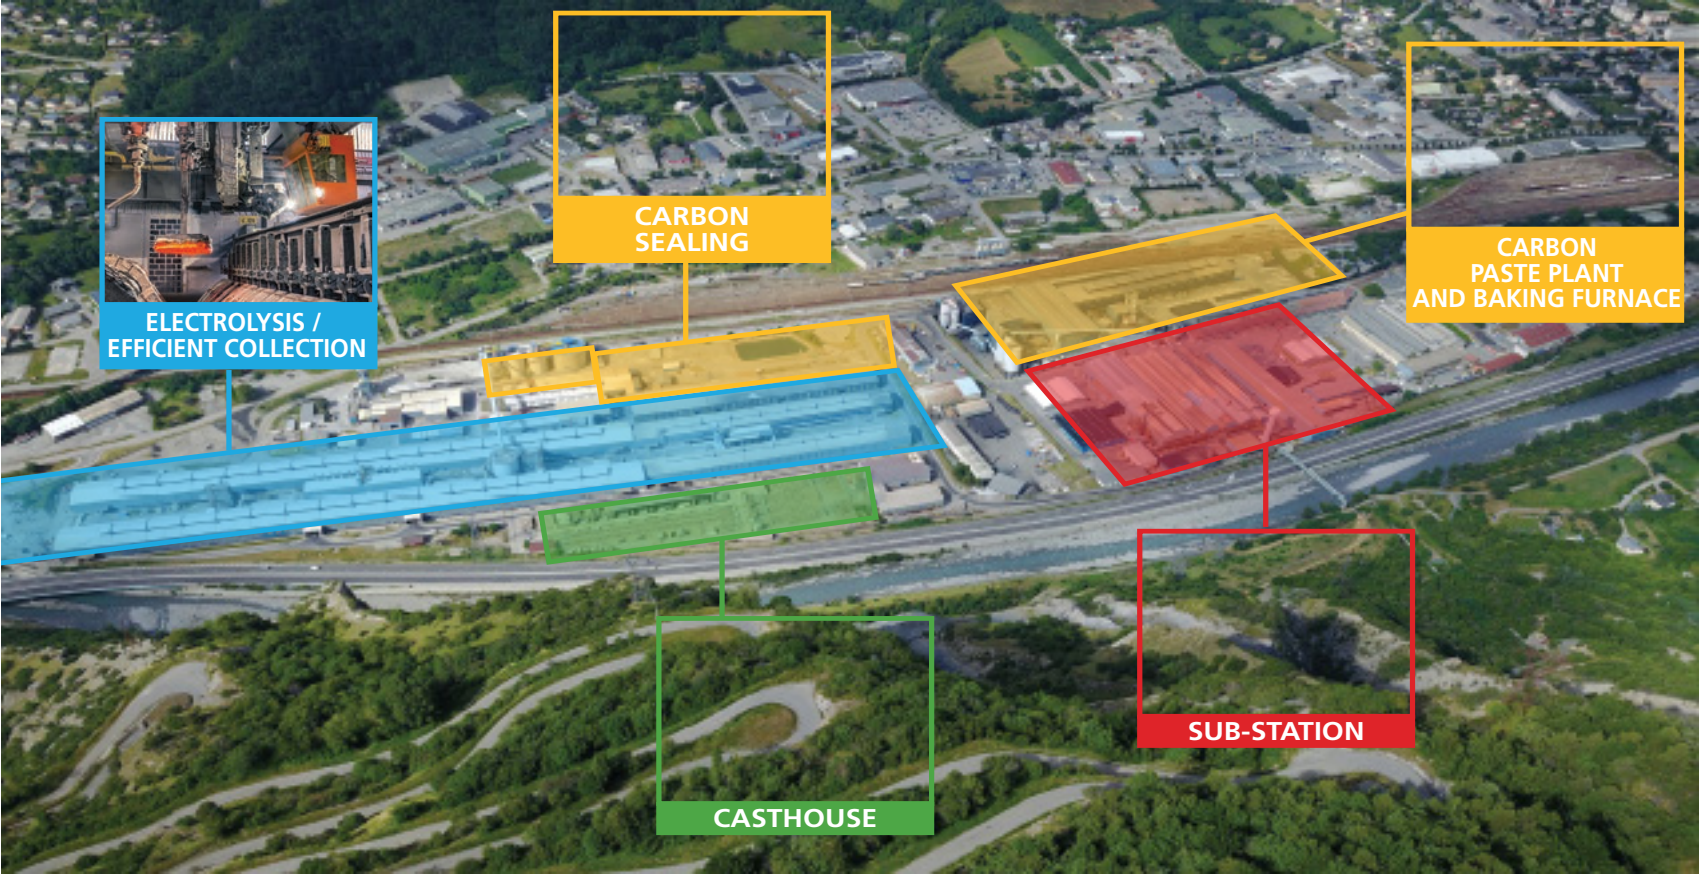 CARBON
SEALING
CARBON
PASTE PLANT
AND BAKING FURNACE
ELECTROLYSIS /
EFFICIENT COLLECTION
SUB-STATION
CASTHOUSE